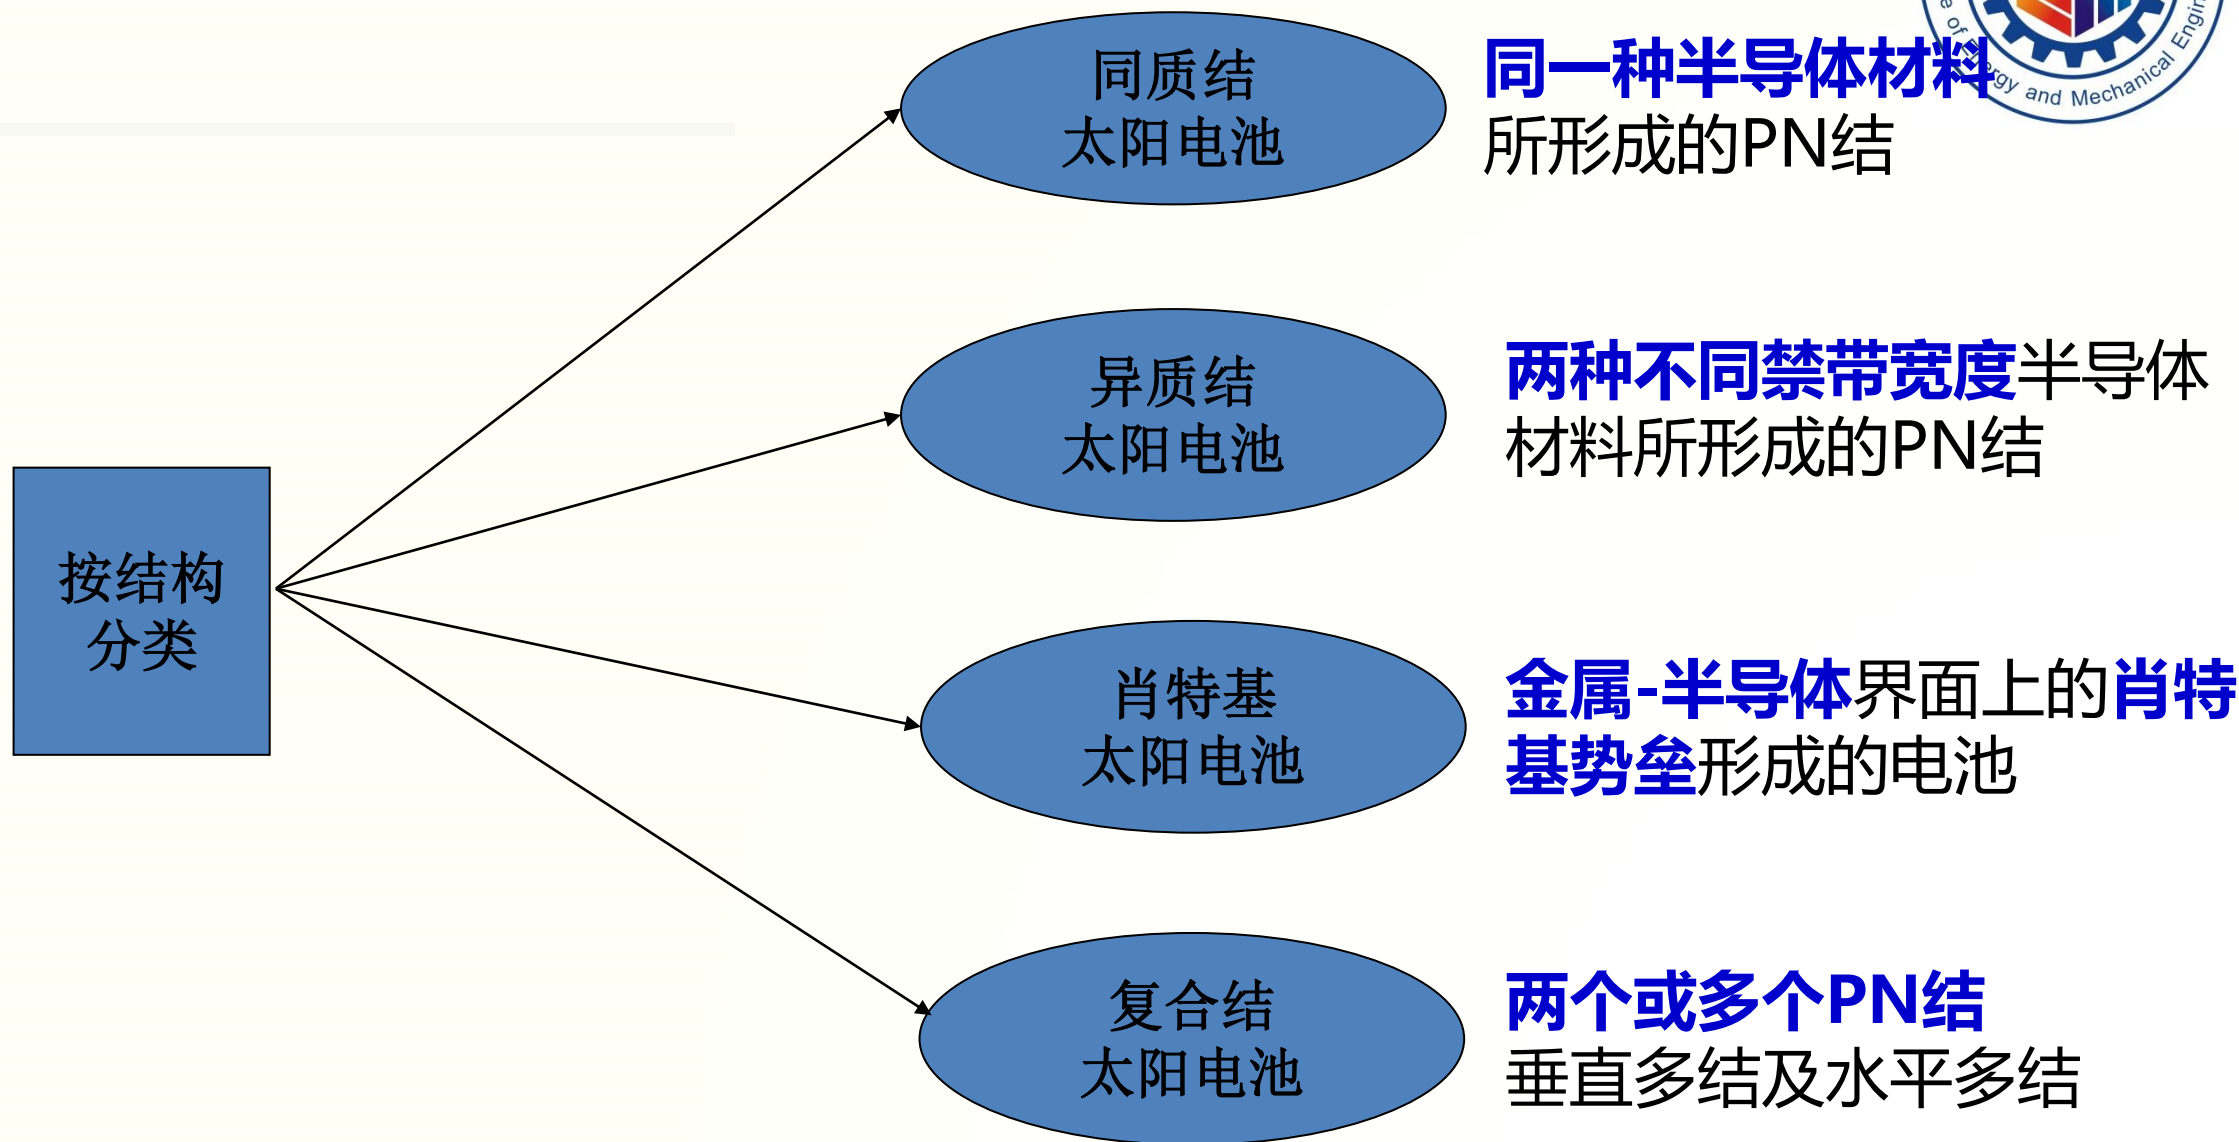 同质结
太阳电池
同一种半导体材料
所形成的PN结
异质结
太阳电池
两种不同禁带宽度半导体
材料所形成的PN结
按结构
分类
肖特基
太阳电池
金属-半导体界面上的肖特
基势垒形成的电池
复合结
太阳电池
两个或多个PN结
垂直多结及水平多结
and Mechanical